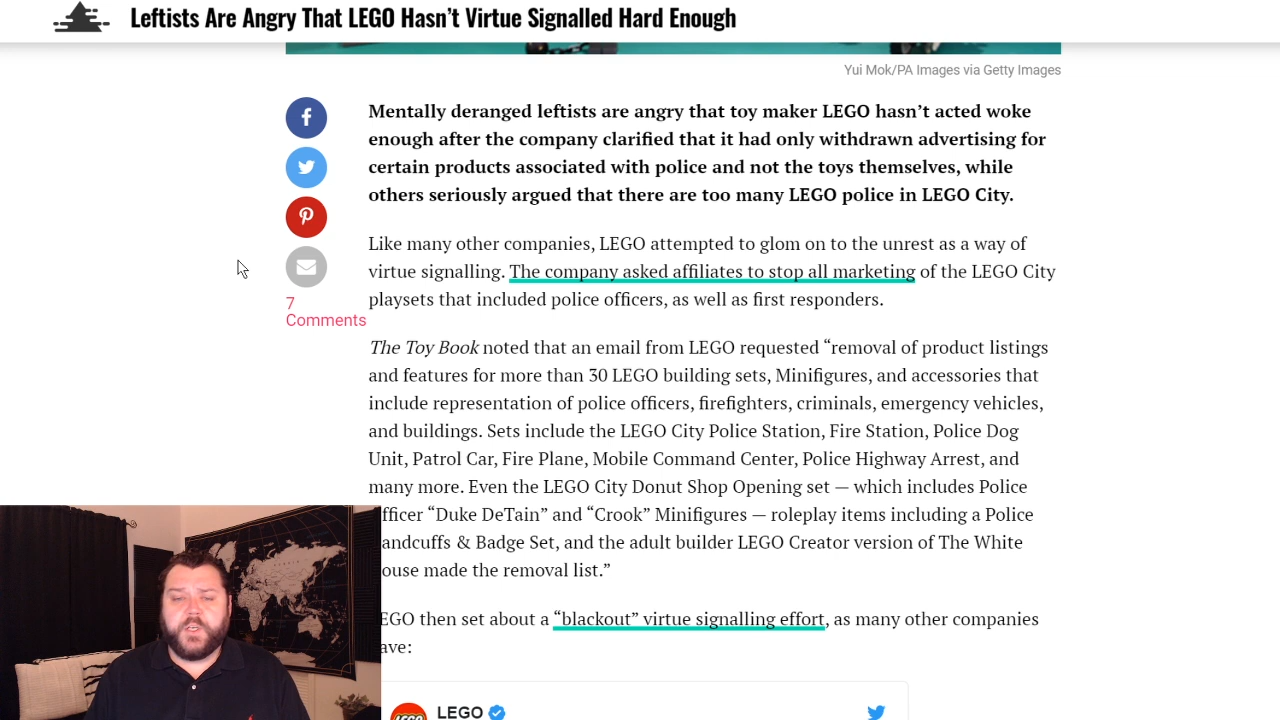 Leftists Are Angry That LEGO Hasn’t Virtue Signalled Hard Enough
Yui Mok/PA Images via Getty Images
Mentally deranged leftists are angry that toy maker LEGO hasn’t acted woke
enough after the company clarified that it had only withdrawn advertising for
certain products associated with police and not the toys themselves, while
others seriously argued that there are too many LEGO police in LEGO City.
7
Comments
Like many other companies, LEGO attempted to glom on to the unrest as a way of
virtue signalling. The company asked affiliates to stop all marketing of the LEGO City
playsets that included police officers, as well as first responders.
The Toy Book noted that an email from LEGO requested “removal of product listings
and features for more than 30 LEGO building sets, Minifigures, and accessories that
include representation of police officers, firefighters, criminals, emergency vehicles,
and buildings. Sets include the LEGO City Police Station, Fire Station, Police Dog
Unit, Patrol Car, Fire Plane, Mobile Command Center, Police Highway Arrest, and
many more. Even the LEGO City Donut Shop Opening set — which includes Police
fficer “Duke DeTain” and “Crook” Minifigures — roleplay items including a Police
andcuffs & Badge Set, and the adult builder LEGO Creator version of The White
ouse made the removal list.”
EGO then set about a “blackout” virtue signalling effort, as many other companies
ave:
LEGO